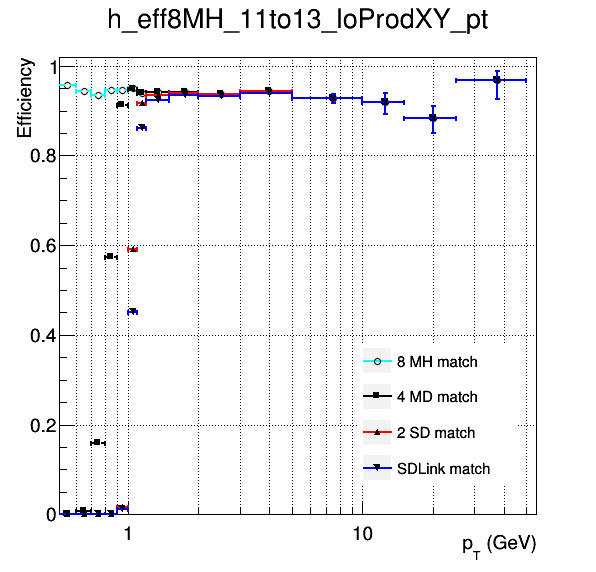 h_eff8MH_11to13_loProdXY_pt
Efficiency
1
0.8
0.6
0.4
0.2
0
8 MH match
4 MD match
2 SD match
SDLink match
1
10
p_T (GeV)